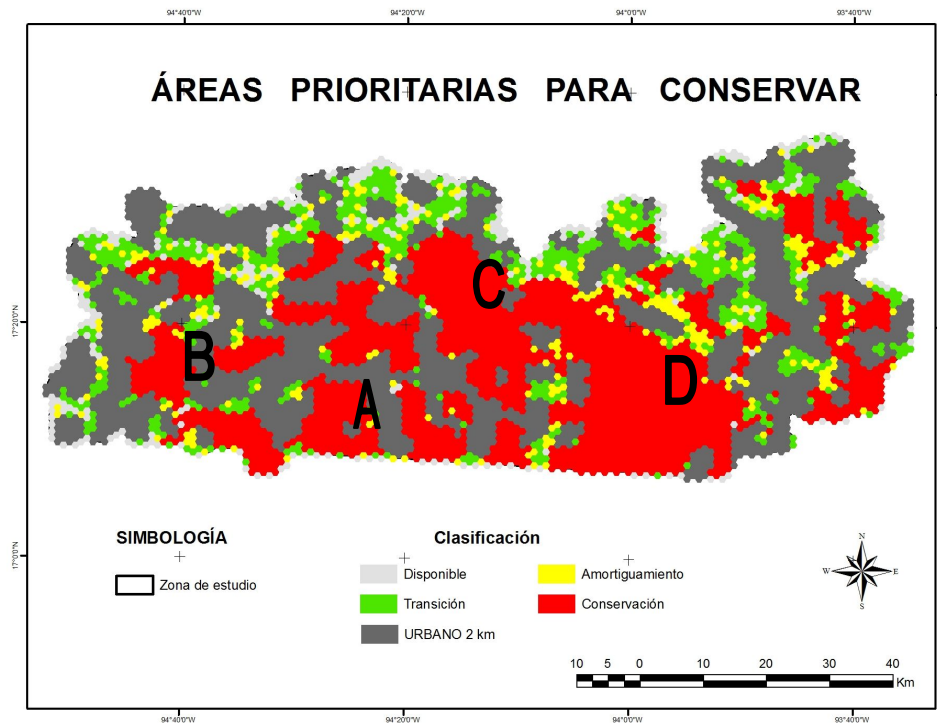 94°40'0"W 94°20'0"W 94°0'0"W 93°40'0"W
ÁREAS PRIORITARIAS PARA CONSERVAR
C
17°20'0"N
B
D
A
SIMBOLOGÍA
Zona de estudio
Clasificación
Disponible
Amortiguamiento
Transición
Conservación
URBANO 2 km
17°0'0"N
N
W E
S
10 5 0 10 20 30 40
Km
94°40'0"W 94°20'0"W 94°0'0"W 93°40'0"W